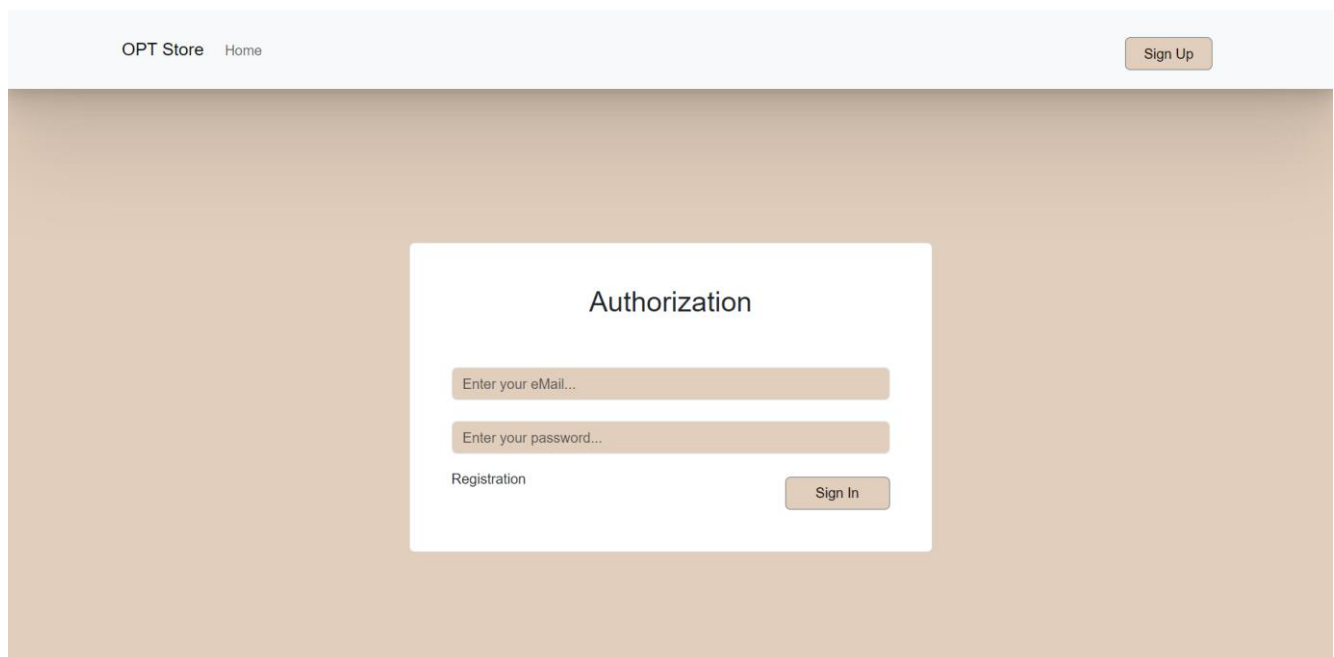 OPT Store Home Sign Up
Authorization
Enter your eMail...
Enter your password...
Registration Sign In